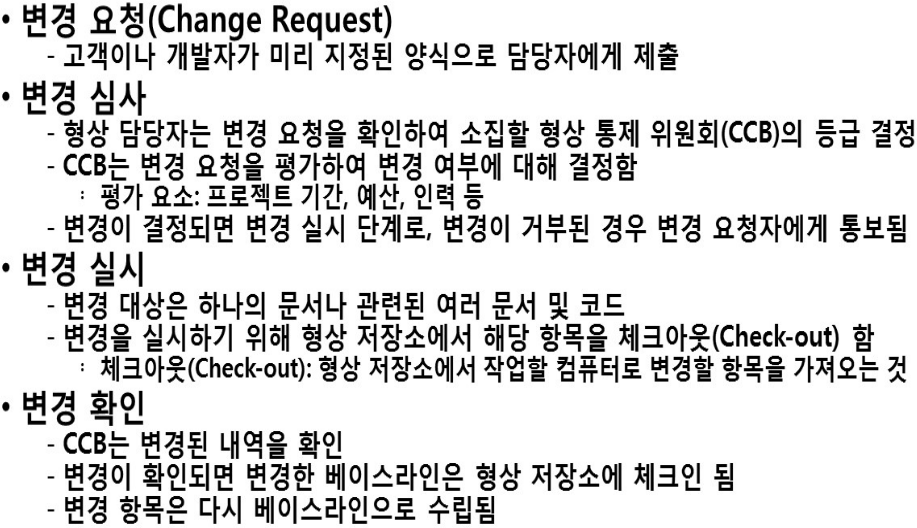 • 변경 요청(Change Request)
- 고객이나 개발자가 미리 지정된 양식으로 담당자에게 제출
• 변경 심사
- 형상 담당자는 변경 요청을 확인하여 소집할 형상 통제 위원회(CCB)의 등급 결정
- CCB는 변경 요청을 평가하여 변경 여부에 대해 결정함
: 평가 요소: 프로젝트 기간, 예산, 인력 등
- 변경이 결정되면 변경 실시 단계로, 변경이 거부된 경우 변경 요청자에게 통보됨
• 변경 실시
- 변경 대상은 하나의 문서나 관련된 여러 문서 및 코드
- 변경을 실시하기 위해 형상 저장소에서 해당 항목을 체크아웃(Check-out) 함
: 체크아웃(Check-out): 형상 저장소에서 작업할 컴퓨터로 변경할 항목을 가져오는 것
• 변경 확인
- CCB는 변경된 내역을 확인
- 변경이 확인되면 변경한 베이스라인은 형상 저장소에 체크인 됨
- 변경 항목은 다시 베이스라인으로 수립됨